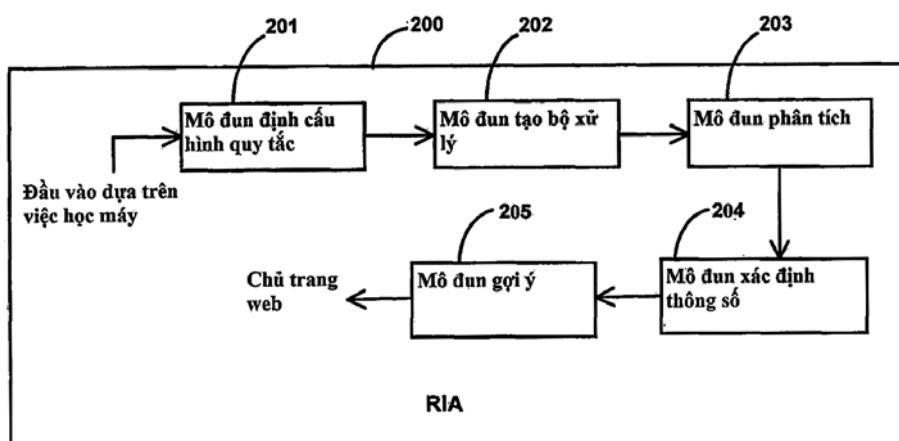 201
200
202
203
Mô đun định cấu
hình quy tắc
Mô đun tạo bộ xử
lý
Mô đun phân tích
Đầu vào dựa trên
việc học máy
205
204
Chủ trang
web
Mô đun gợi ý
Mô đun xác định
thông số
RIA